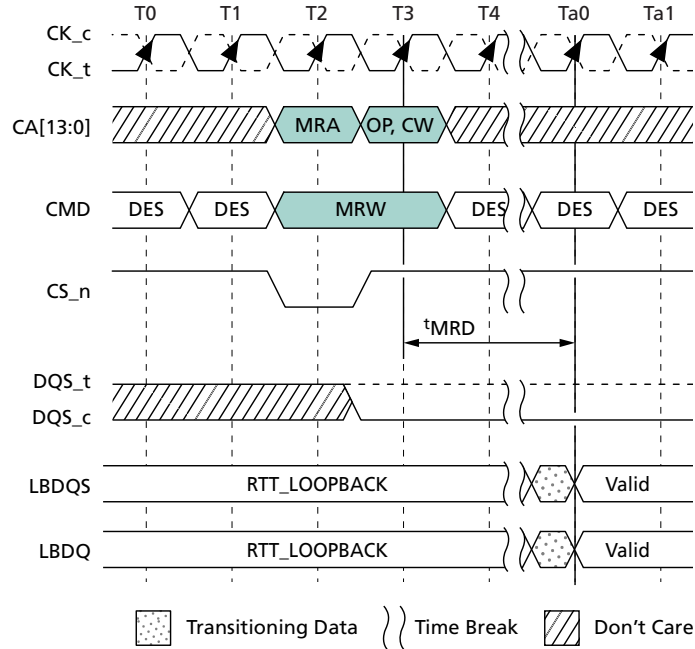 T0 T1 T2 T3 T4 Ta0 Ta1
CK_c
CK_t
CA[13:0] MRA OP, CW
CMD DES DES MRW DES DES DES
CS_n
tMRD
DQS_t
DQS_c
LBDQS RTT_LOOPBACK Valid
LBDQ RTT_LOOPBACK Valid
Transitioning Data Time Break Don't Care